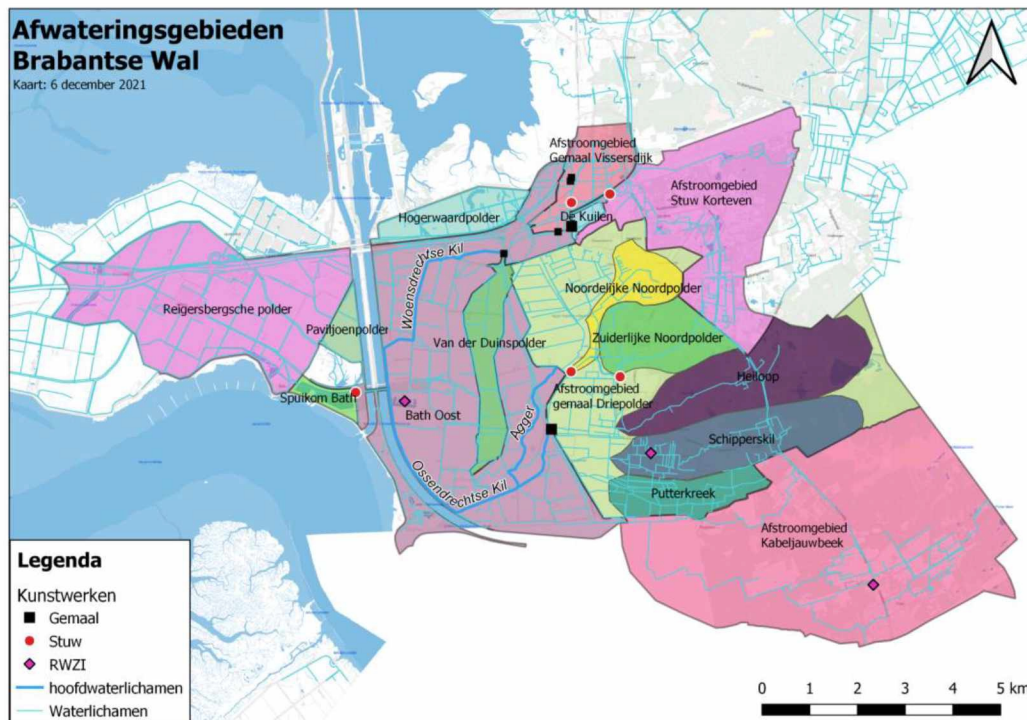 Afwateringsgebieden
Brabantse Wal
Kaart: 6 december 2021
Afstroomgebied
Gemaal Vissersdijk
Afstroomgebied
Stuw Korteven
Hogerwaardpolder
De Kuilen
Woensdrechtse Kil
Noordelijke Noordpolder
Reigersbergsche polder
Paviljoenpolder
Van der Duinspolder
Zuiderlijke Noordpolder
Heiloop
Spuikom Bath
Bath Oost
Afstroomgebied
gemaal Driepolder
Agger
Schipperskil
Ossendrechtse Kil
Putterkreek
Afstroomgebied
Kabeljauwbeek
Legenda
Kunstwerken
Gemaal
Stuw
RWZI
hoofdwaterlichamen
Waterlichamen
0 1 2 3 4 5 km